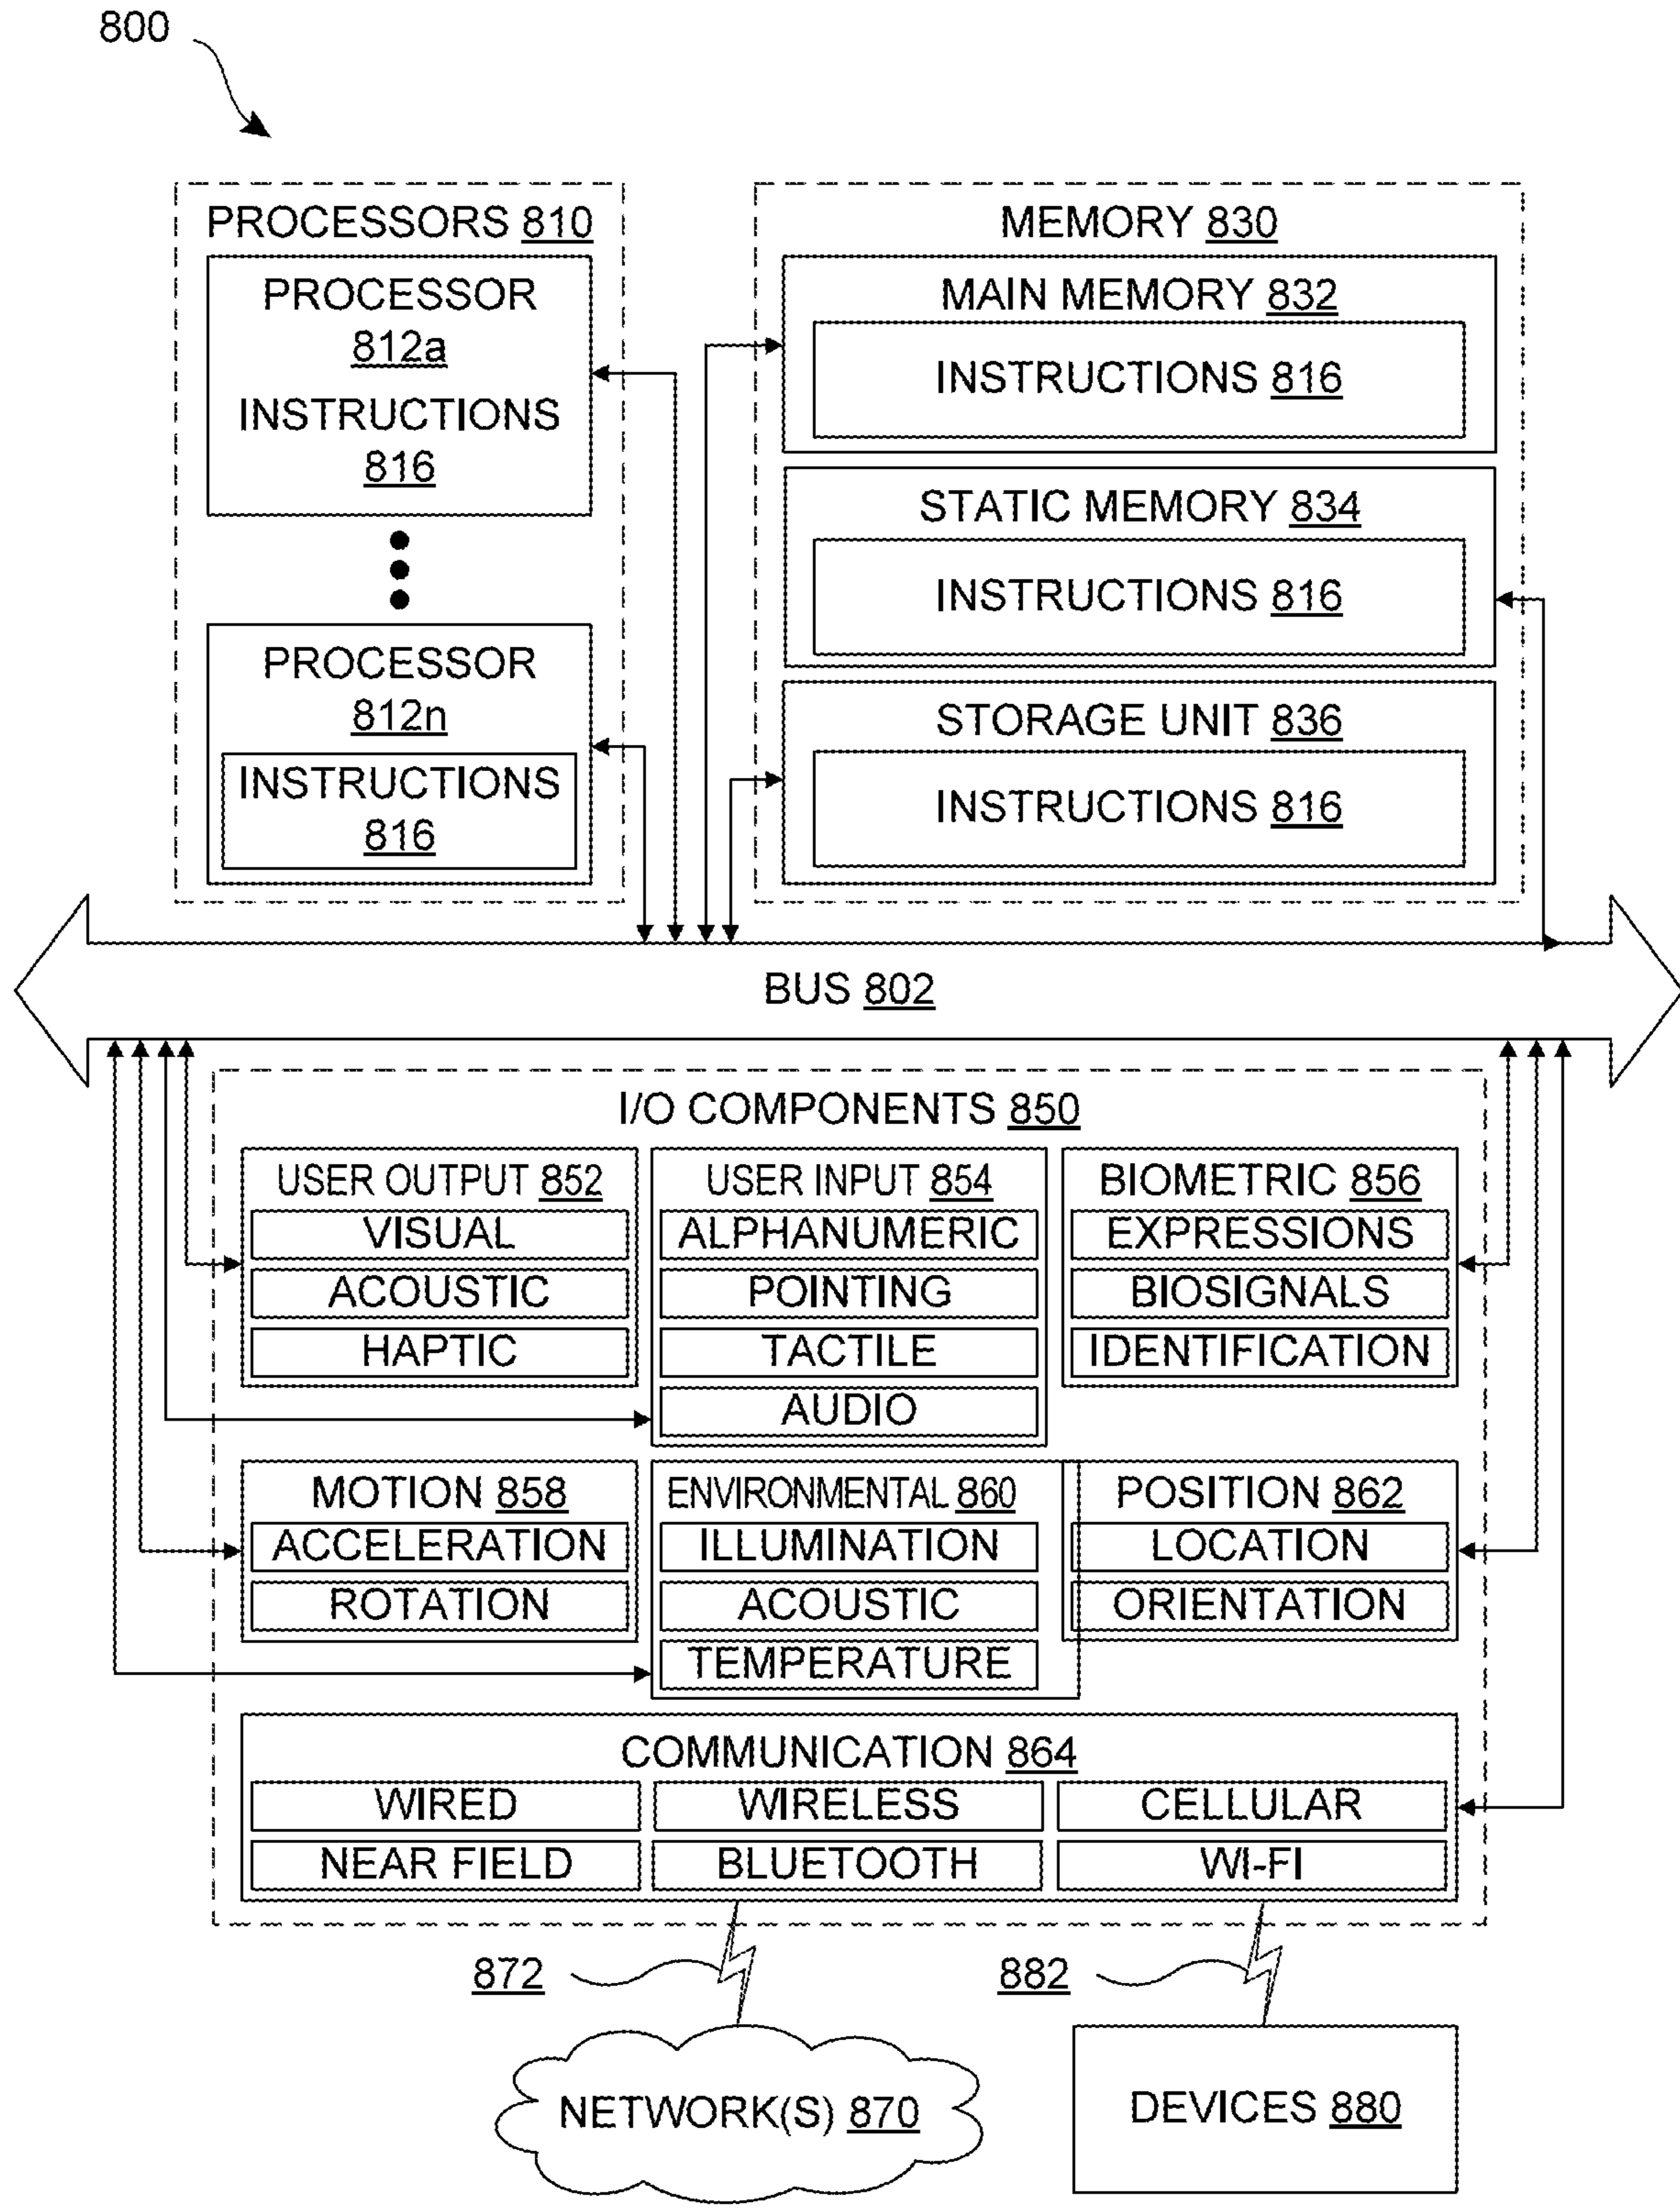 800
PROCESSORS 810
PROCESSOR
812a
INSTRUCTIONS
816
PROCESSOR
812n
INSTRUCTIONS
816
MEMORY 830
MAIN MEMORY 832
INSTRUCTIONS 816
STATIC MEMORY 834
INSTRUCTIONS 816
STORAGE UNIT 836
INSTRUCTIONS 816
BUS 802
I/O COMPONENTS 850
USER OUTPUT 852
VISUAL
ACOUSTIC
HAPTIC
USER INPUT 854
ALPHANUMERIC
POINTING
TACTILE
AUDIO
BIOMETRIC 856
EXPRESSIONS
BIOSIGNALS
IDENTIFICATION
MOTION 858
ACCELERATION
ROTATION
ENVIRONMENTAL 860
ILLUMINATION
ACOUSTIC
TEMPERATURE
POSITION 862
LOCATION
ORIENTATION
COMMUNICATION 864
WIRED
WIRELESS
CELLULAR
NEAR FIELD
BLUETOOTH
WI-FI
872
882
NETWORK(S) 870
DEVICES 880